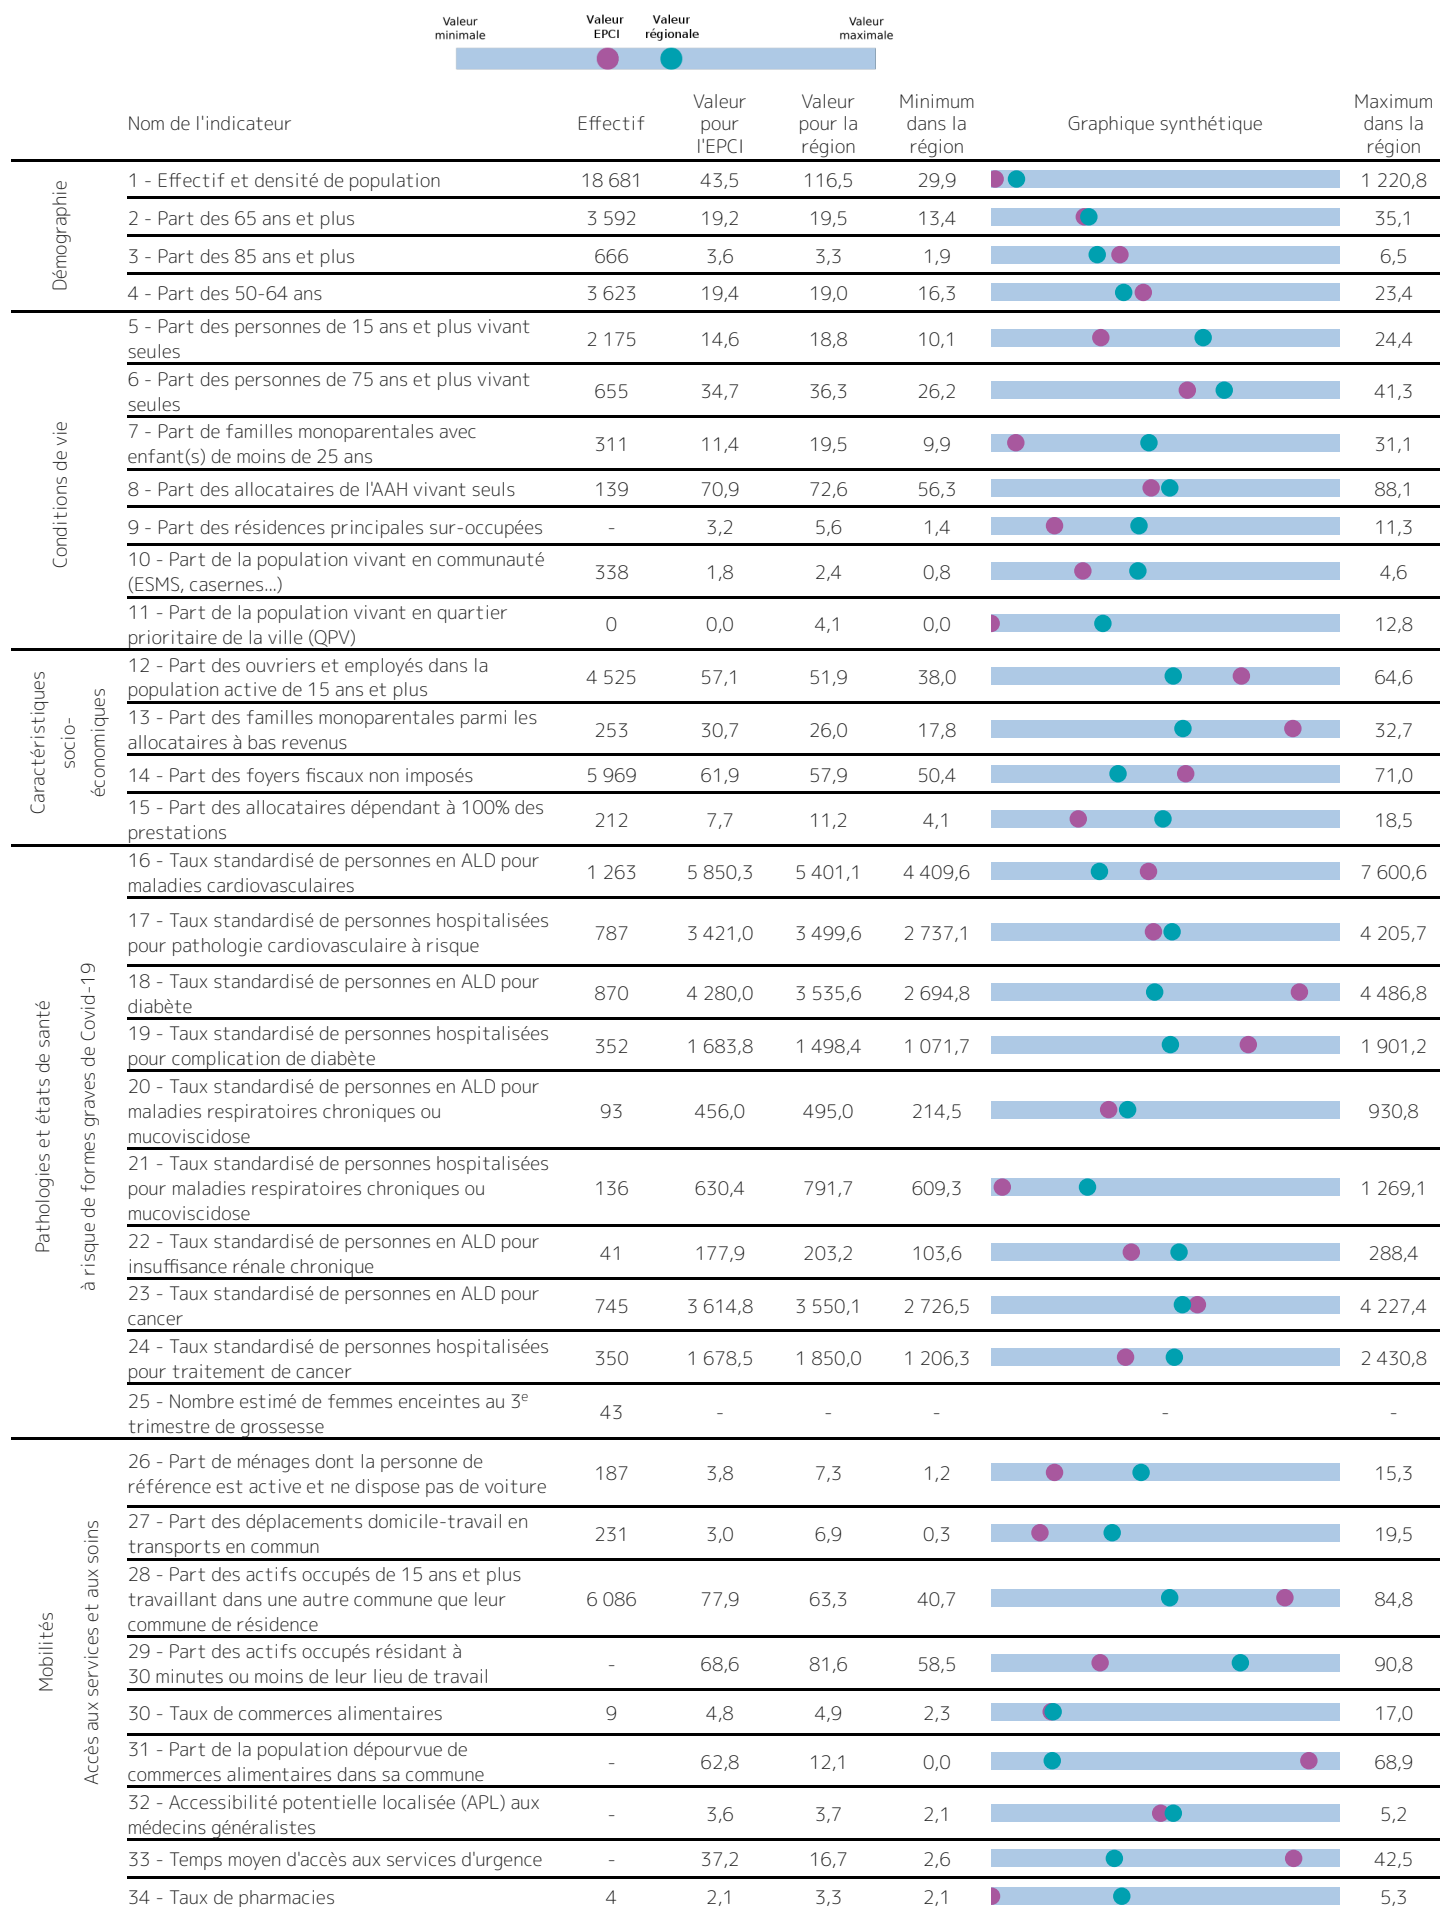 Valeur
minimale
Valeur
EPCI
Valeur
régionale
Valeur
maximale
Nom de l'indicateur
Effectif
Valeur
pour
l'EPCI
Valeur
pour la
région
Minimum
dans la
région
Graphique synthétique
Maximum
dans la
région
Démographie
1 - Effectif et densité de population 18 681 43,5 116,5 29,9 1 220,8
2 - Part des 65 ans et plus 3 592 19,2 19,5 13,4 35,1
3 - Part des 85 ans et plus 666 3,6 3,3 1,9 6,5
4 - Part des 50-64 ans 3 623 19,4 19,0 16,3 23,4
Conditions de vie
5 - Part des personnes de 15 ans et plus vivant
seules
2 175 14,6 18,8 10,1 24,4
6 - Part des personnes de 75 ans et plus vivant
seules
655 34,7 36,3 26,2 41,3
7 - Part de familles monoparentales avec
enfant(s) de moins de 25 ans
311 11,4 19,5 9,9 31,1
8 - Part des allocataires de l'AAH vivant seuls 139 70,9 72,6 56,3 88,1
9 - Part des résidences principales sur-occupées - 3,2 5,6 1,4 11,3
10 - Part de la population vivant en communauté
(ESMS, casernes...)
338 1,8 2,4 0,8 4,6
11 - Part de la population vivant en quartier
prioritaire de la ville (QPV)
0 0,0 4,1 0,0 12,8
Caractéristiques
socio-
économiques
12 - Part des ouvriers et employés dans la
population active de 15 ans et plus
4 525 57,1 51,9 38,0 64,6
13 - Part des familles monoparentales parmi les
allocataires à bas revenus
253 30,7 26,0 17,8 32,7
14 - Part des foyers fiscaux non imposés 5 969 61,9 57,9 50,4 71,0
15 - Part des allocataires dépendant à 100% des
prestations
212 7,7 11,2 4,1 18,5
Pathologies et états de santé
à risque de formes graves de Covid-19
16 - Taux standardisé de personnes en ALD pour
maladies cardiovasculaires
1 263 5 850,3 5 401,1 4 409,6 7 600,6
17 - Taux standardisé de personnes hospitalisées
pour pathologie cardiovasculaire à risque
787 3 421,0 3 499,6 2 737,1 4 205,7
18 - Taux standardisé de personnes en ALD pour
diabète
870 4 280,0 3 535,6 2 694,8 4 486,8
19 - Taux standardisé de personnes hospitalisées
pour complication de diabète
352 1 683,8 1 498,4 1 071,7 1 901,2
20 - Taux standardisé de personnes en ALD pour
maladies respiratoires chroniques ou
mucoviscidose
93 456,0 495,0 214,5 930,8
21 - Taux standardisé de personnes hospitalisées
pour maladies respiratoires chroniques ou
mucoviscidose
136 630,4 791,7 609,3 1 269,1
22 - Taux standardisé de personnes en ALD pour
insuffisance rénale chronique
41 177,9 203,2 103,6 288,4
23 - Taux standardisé de personnes en ALD pour
cancer
745 3 614,8 3 550,1 2 726,5 4 227,4
24 - Taux standardisé de personnes hospitalisées
pour traitement de cancer
350 1 678,5 1 850,0 1 206,3 2 430,8
25 - Nombre estimé de femmes enceintes au 3e
trimestre de grossesse
43 - - - - -
Mobilités
Accès aux services et aux soins
26 - Part de ménages dont la personne de
référence est active et ne dispose pas de voiture
187 3,8 7,3 1,2 15,3
27 - Part des déplacements domicile-travail en
transports en commun
231 3,0 6,9 0,3 19,5
28 - Part des actifs occupés de 15 ans et plus
travaillant dans une autre commune que leur
commune de résidence
6 086 77,9 63,3 40,7 84,8
29 - Part des actifs occupés résidant à
30 minutes ou moins de leur lieu de travail
- 68,6 81,6 58,5 90,8
30 - Taux de commerces alimentaires 9 4,8 4,9 2,3 17,0
31 - Part de la population dépourvue de
commerces alimentaires dans sa commune
- 62,8 12,1 0,0 68,9
32 - Accessibilité potentielle localisée (APL) aux
médecins généralistes
- 3,6 3,7 2,1 5,2
33 - Temps moyen d'accès aux services d'urgence - 37,2 16,7 2,6 42,5
34 - Taux de pharmacies 4 2,1 3,3 2,1 5,3